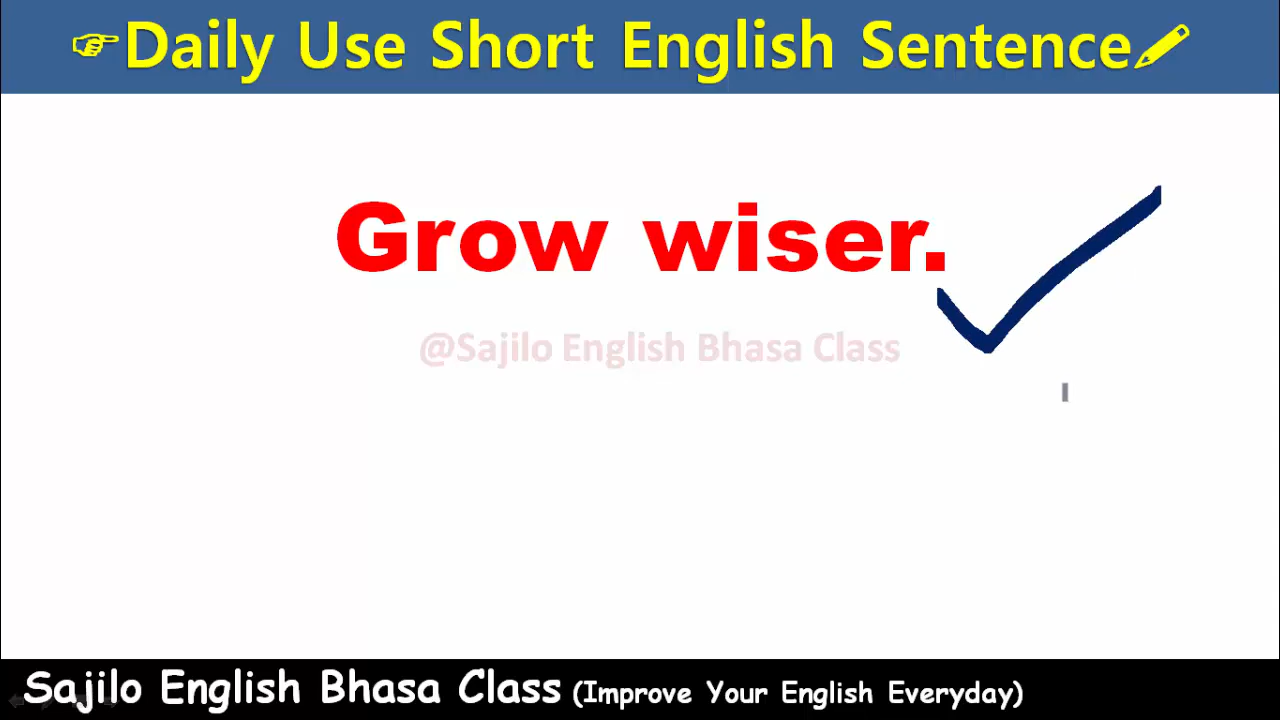 ☞Daily Use Short English Sentence🖉
Grow wiser.
@Sajilo English Bhasa Class
Sajilo English Bhasa Class (Improve Your English Everyday)